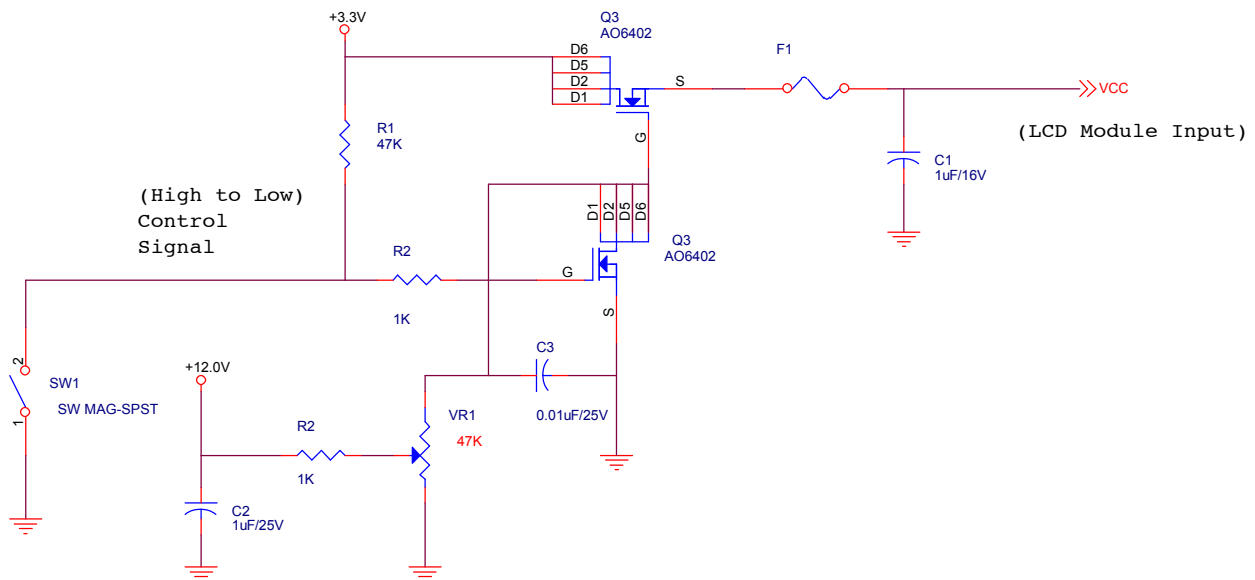 +3.3V
Q3
AO6402
D6
D5
D2
D1
S
G
F1
VCC
(LCD Module Input)
R1
47K
C1
1uF/16V
(High to Low)
Control
Signal
D1
D2
D5
D6
Q3
AO6402
R2
1K
G
S
2
SW1
SW MAG-SPST
1
+12.0V
C3
0.01uF/25V
VR1
47K
R2
1K
C2
1uF/25V